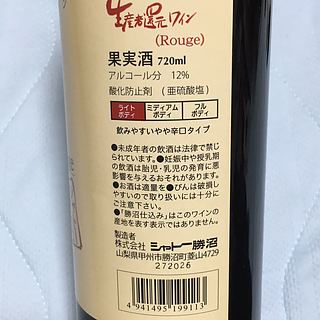 生産者還元ワイン
(Rouge)
果実酒 720ml
アルコール分 12%
酸化防止剤 (亜硫酸塩)
ライトボディ ミディアムボディ フルボディ
飲みやすいやや辛口タイプ
●未成年者の飲酒は法律で禁じ
られています。●妊娠中や授乳期
の飲酒は胎児・乳児の発育に悪
影響を与えるおそれがあります。
●お酒は適量を●びんは破損し
やすいので取り扱いには十分に
ご注意ください。
●「勝沼仕込み」はこのワインの
産地を表す表示ではありません。
製造者
株式会社 シャトー勝沼
山梨県甲州市勝沼町菱山4729
272026
4 941495 199113